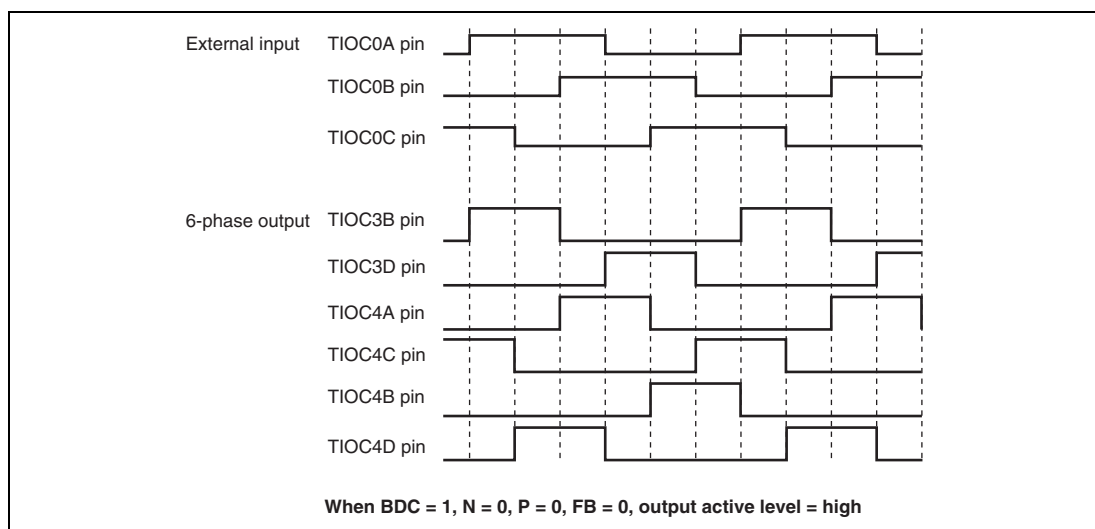 External input TIOC0A pin
TIOC0B pin
TIOC0C pin
6-phase output TIOC3B pin
TIOC3D pin
TIOC4A pin
TIOC4C pin
TIOC4B pin
TIOC4D pin
When BDC = 1, N = 0, P = 0, FB = 0, output active level = high